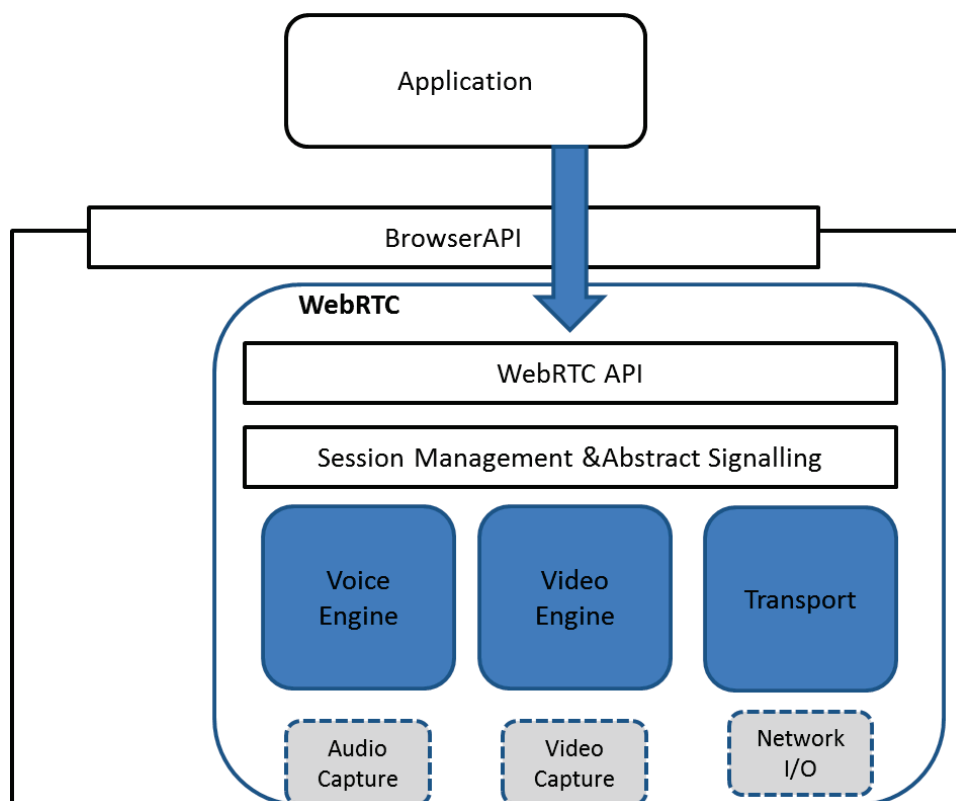 Application
BrowserAPI
WebRTC
WebRTC API
Session Management &Abstract Signalling
Voice
Engine
Video
Engine
Transport
Audio
Capture
Video
Capture
Network
I/O